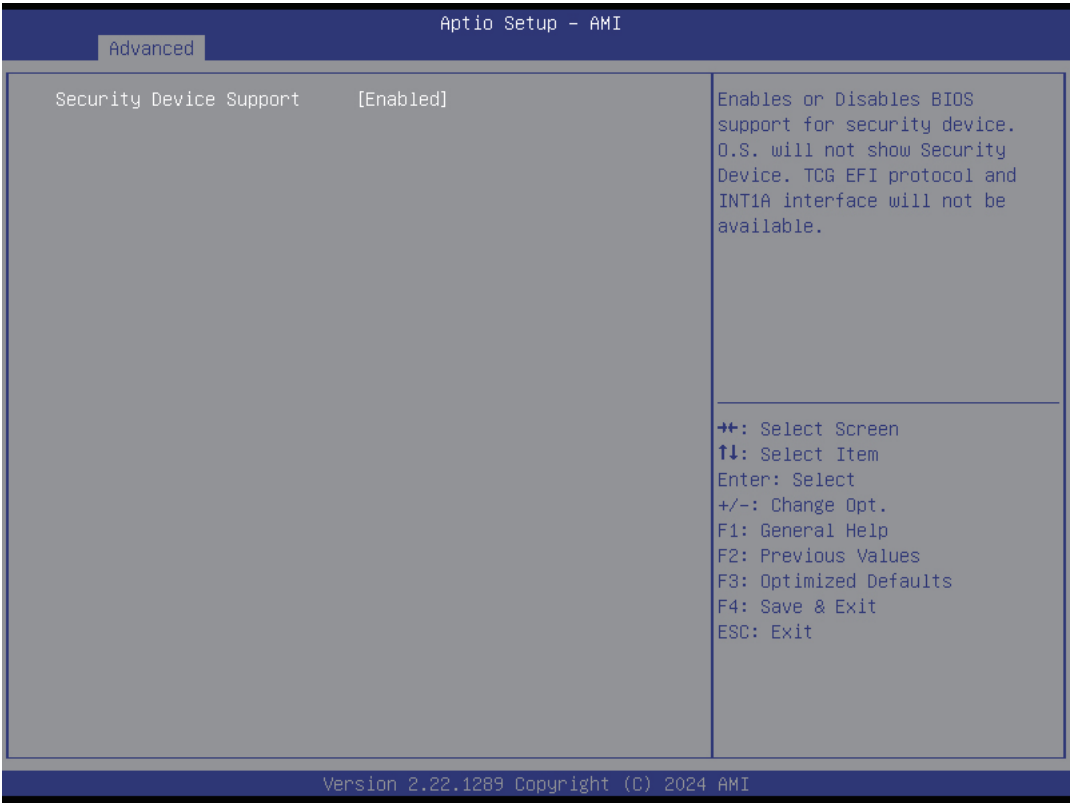 Aptio Setup – AMI
Advanced
Security Device Support [Enabled]
Enables or Disables BIOS
support for security device.
O.S. will not show Security
Device. TCG EFI protocol and
INT1A interface will not be
available.
→←: Select Screen
↑↓: Select Item
Enter: Select
+/-: Change Opt.
F1: General Help
F2: Previous Values
F3: Optimized Defaults
F4: Save & Exit
ESC: Exit
Version 2.22.1289 Copyright (C) 2024 AMI